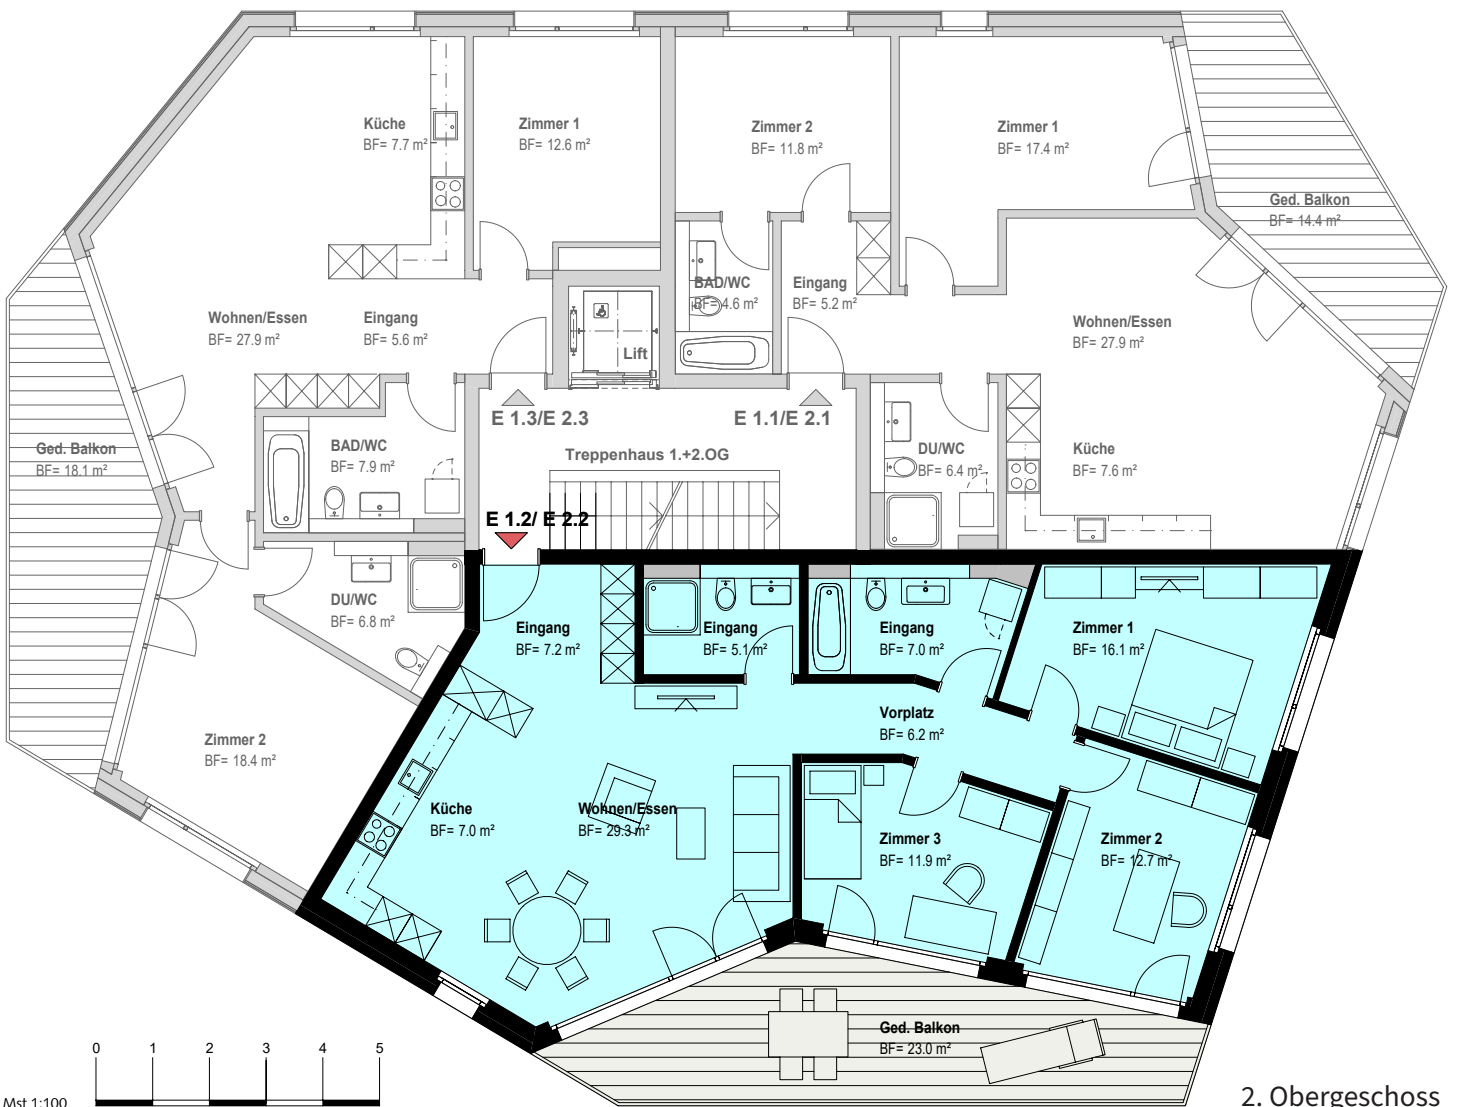 Küche
BF= 7.7 m²
Zimmer 1
BF= 12.6 m²
Zimmer 2
BF= 11.8 m²
Zimmer 1
BF= 17.4 m²
Ged. Balkon
BF= 14.4 m²
BAD/WC
BF= 4.6 m²
Eingang
BF= 5.2 m²
Wohnen/Essen
BF= 27.9 m²
Eingang
BF= 5.6 m²
Lift
Wohnen/Essen
BF= 27.9 m²
E 1.3/E 2.3
E 1.1/E 2.1
Ged. Balkon
BF= 18.1 m²
BAD/WC
BF= 7.9 m²
Treppenhaus 1.+2.OG
DU/WC
BF= 6.4 m²
Küche
BF= 7.6 m²
E 1.2/ E 2.2
DU/WC
BF= 6.8 m²
Eingang
BF= 7.2 m²
Eingang
BF= 5.1 m²
Eingang
BF= 7.0 m²
Zimmer 1
BF= 16.1 m²
Zimmer 2
BF= 18.4 m²
Vorplatz
BF= 6.2 m²
Küche
BF= 7.0 m²
Wohnen/Essen
BF= 29.3 m²
Zimmer 3
BF= 11.9 m²
Zimmer 2
BF= 12.7 m²
Ged. Balkon
BF= 23.0 m²
0 1 2 3 4 5
Mst 1:100
2. Obergeschoss